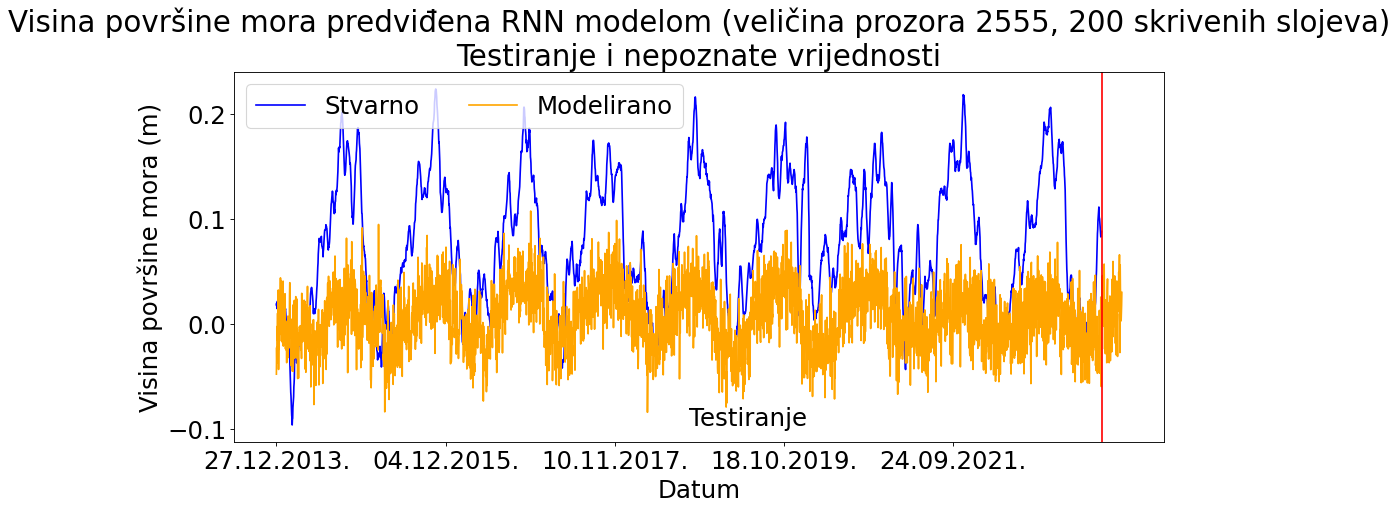 Visina površine mora predviđena RNN modelom (veličina prozora 2555, 200 skrivenih slojeva)
Testiranje i nepoznate vrijednosti
Stvarno
Modelirano
Visina površine mora (m)
0.2
0.1
0.0
−0.1
Testiranje
27.12.2013.
04.12.2015.
10.11.2017.
18.10.2019.
24.09.2021.
Datum